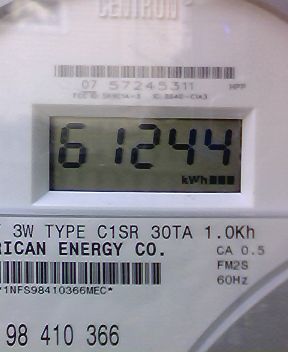 CENTRON
07 57245311
61244
kWh
3W TYPE C1SR 30TA 1.0Kh
RICAN ENERGY CO.
CA 0.5
FM2S
60Hz
*1NFS98410366MEC*
98 410 366